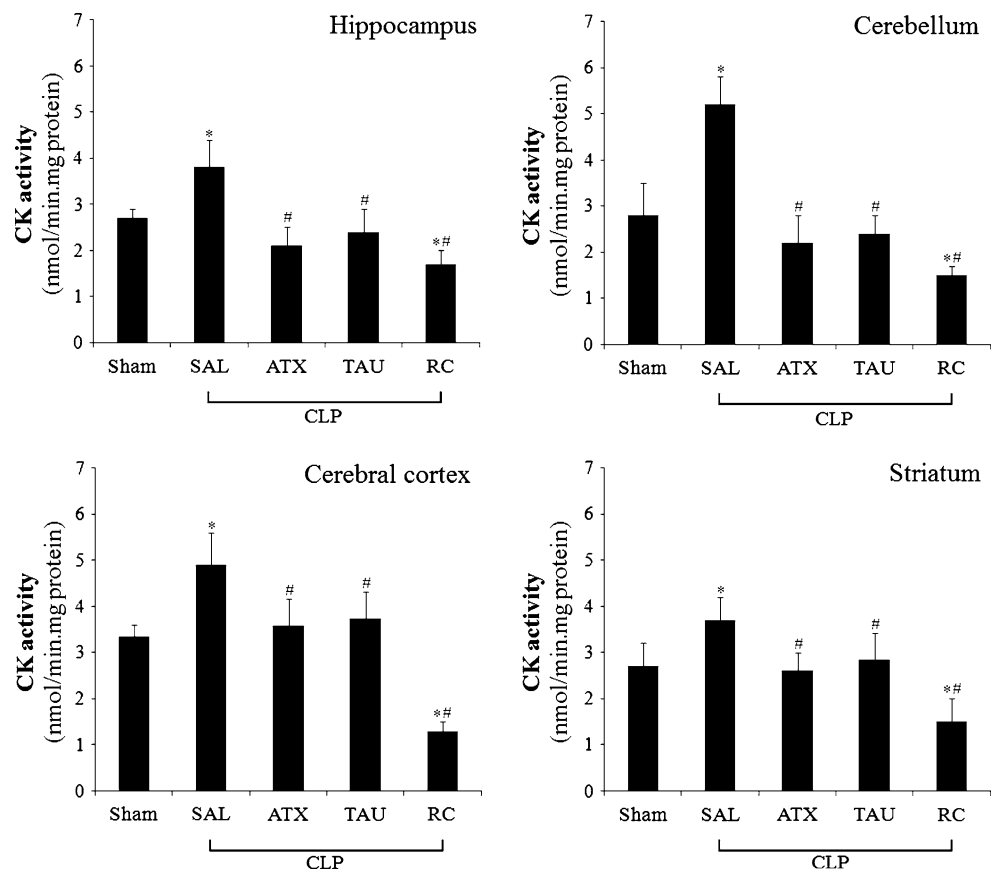 Hippocampus
CK activity
(nmol/min.mg protein)
7
6
5
4
3
2
1
0
*
#
#
*#
Sham SAL ATX TAU RC
CLP
Cerebellum
CK activity
(nmol/min.mg protein)
7
6
5
4
3
2
1
0
*
#
#
*#
Sham SAL ATX TAU RC
CLP
Cerebral cortex
CK activity
(nmol/min.mg protein)
7
6
5
4
3
2
1
0
*
#
#
*#
Sham SAL ATX TAU RC
CLP
Striatum
CK activity
(nmol/min.mg protein)
7
6
5
4
3
2
1
0
*
#
#
*#
Sham SAL ATX TAU RC
CLP